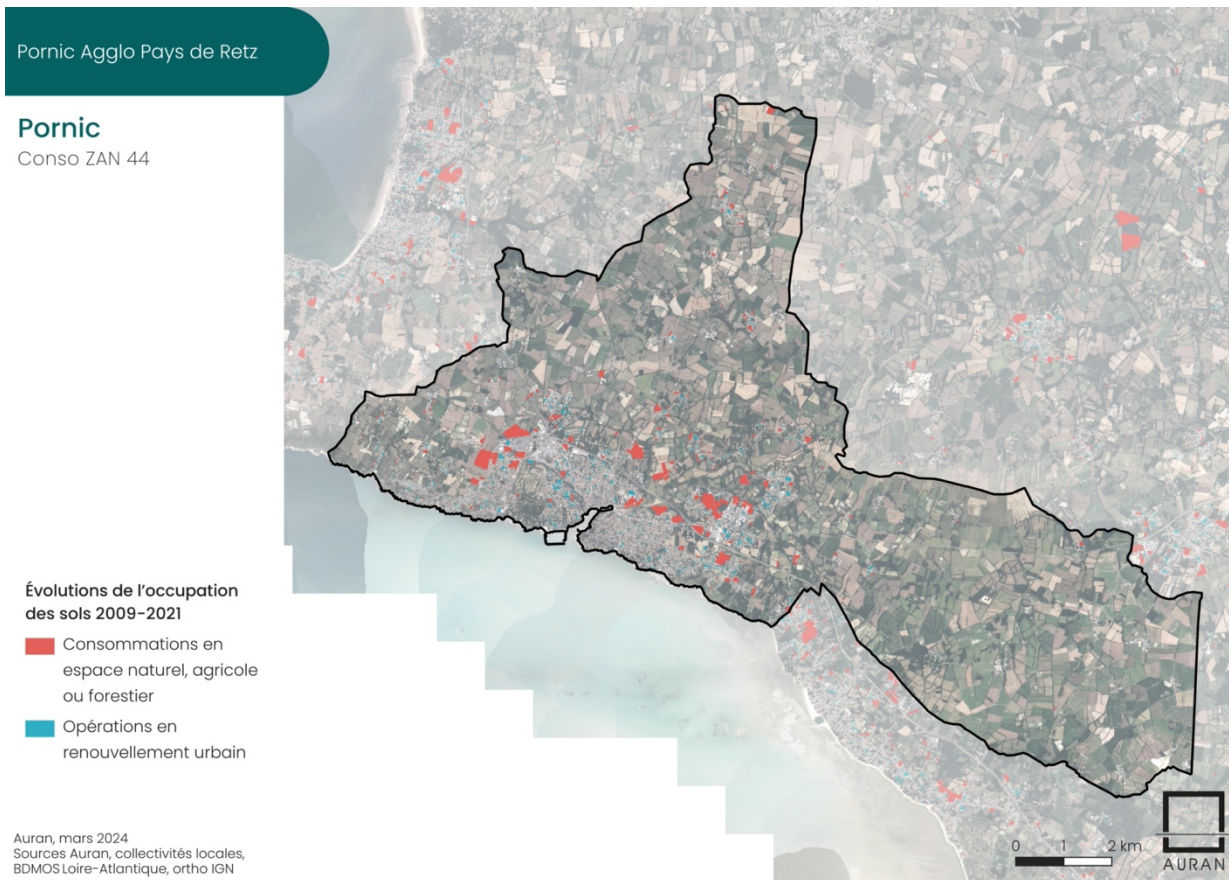 Pornic Agglo Pays de Retz
Pornic
Conso ZAN 44
Évolutions de l'occupation
des sols 2009-2021
Consommations en
espace naturel, agricole
ou forestier
Opérations en
renouvellement urbain
Auran, mars 2024
Sources Auran, collectivités locales,
BDMOS Loire-Atlantique, ortho IGN
0 1 2 km
AURAN